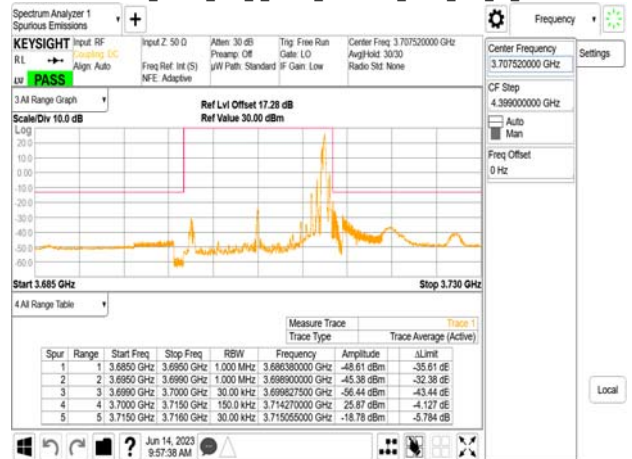 Spectrum Analyzer 1
Spurious Emissions
Frequency
KEYSIGHT Input: RF Input Z: 50 Ω Atten: 30 dB Trig: Free Run Center Freq: 3.707520000 GHz
RL Coupling: DC Preamp: Off Gate: LO Avg|Hold: 30/30
Align: Auto Freq Ref: Int (S) µW Path: Standard IF Gain: Low Radio Std: None
NFE: Adaptive
PASS
Center Frequency
3.707520000 GHz
Settings
CF Step
4.399000000 GHz
Auto
Man
Freq Offset
0 Hz
3 All Range Graph
Ref Lvl Offset 17.28 dB
Scale/Div 10.0 dB Ref Value 30.00 dBm
Log
20.0
10.0
0.00
-10.0
-20.0
-30.0
-40.0
-50.0
-60.0
Start 3.685 GHz Stop 3.730 GHz
4 All Range Table
Measure Trace Trace 1
Trace Type Trace Average (Active)
Spur Range Start Freq Stop Freq RBW Frequency Amplitude ΔLimit
1 1 3.6850 GHz 3.6950 GHz 1.000 MHz 3.686380000 GHz -48.61 dBm -35.61 dB
2 2 3.6950 GHz 3.6990 GHz 1.000 MHz 3.698900000 GHz -45.38 dBm -32.38 dB
3 3 3.6990 GHz 3.7000 GHz 30.00 kHz 3.699827500 GHz -56.44 dBm -43.44 dB
4 4 3.7000 GHz 3.7150 GHz 150.0 kHz 3.714270000 GHz 25.87 dBm -4.127 dB
5 5 3.7150 GHz 3.7160 GHz 30.00 kHz 3.715055000 GHz -18.78 dBm -5.784 dB
Local
Jun 14, 2023
9:57:38 AM